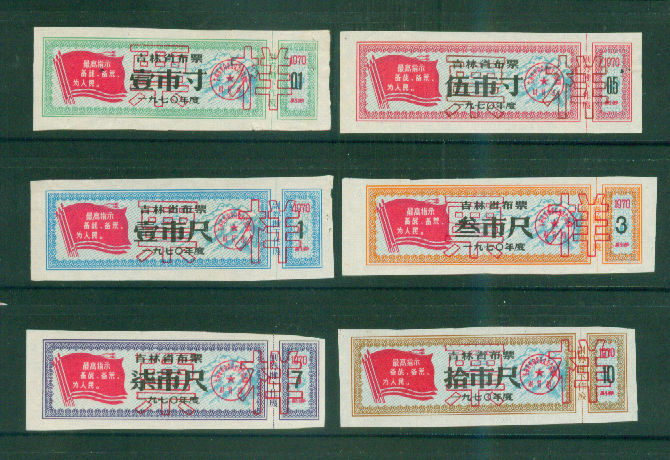 吉林省布票
壹市寸
一九七〇年度
最高指示
备战、备荒、
为人民。
1970
01
吉林省布票
伍市寸
一九七〇年度
最高指示
备战、备荒、
为人民。
1970
05
吉林省布票
壹市尺
一九七〇年度
最高指示
备战、备荒、
为人民。
1970
1
吉林省布票
叁市尺
一九七〇年度
最高指示
备战、备荒、
为人民。
1970
3
吉林省布票
柒市尺
一九七〇年度
最高指示
备战、备荒、
为人民。
1970
7
吉林省布票
拾市尺
一九七〇年度
最高指示
备战、备荒、
为人民。
1970
10